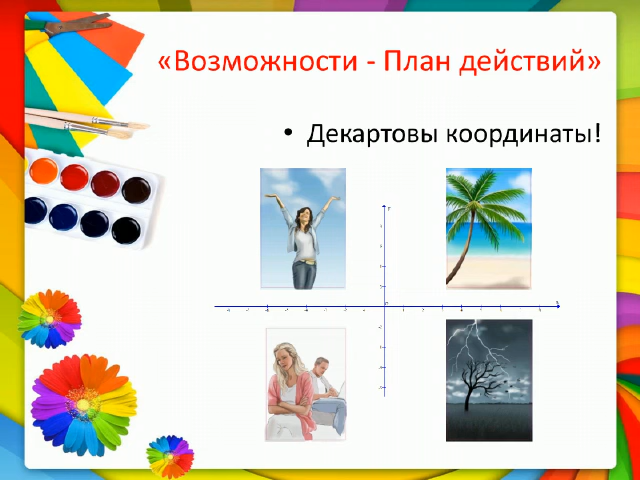 «Возможности - План действий»
• Декартовы координаты!